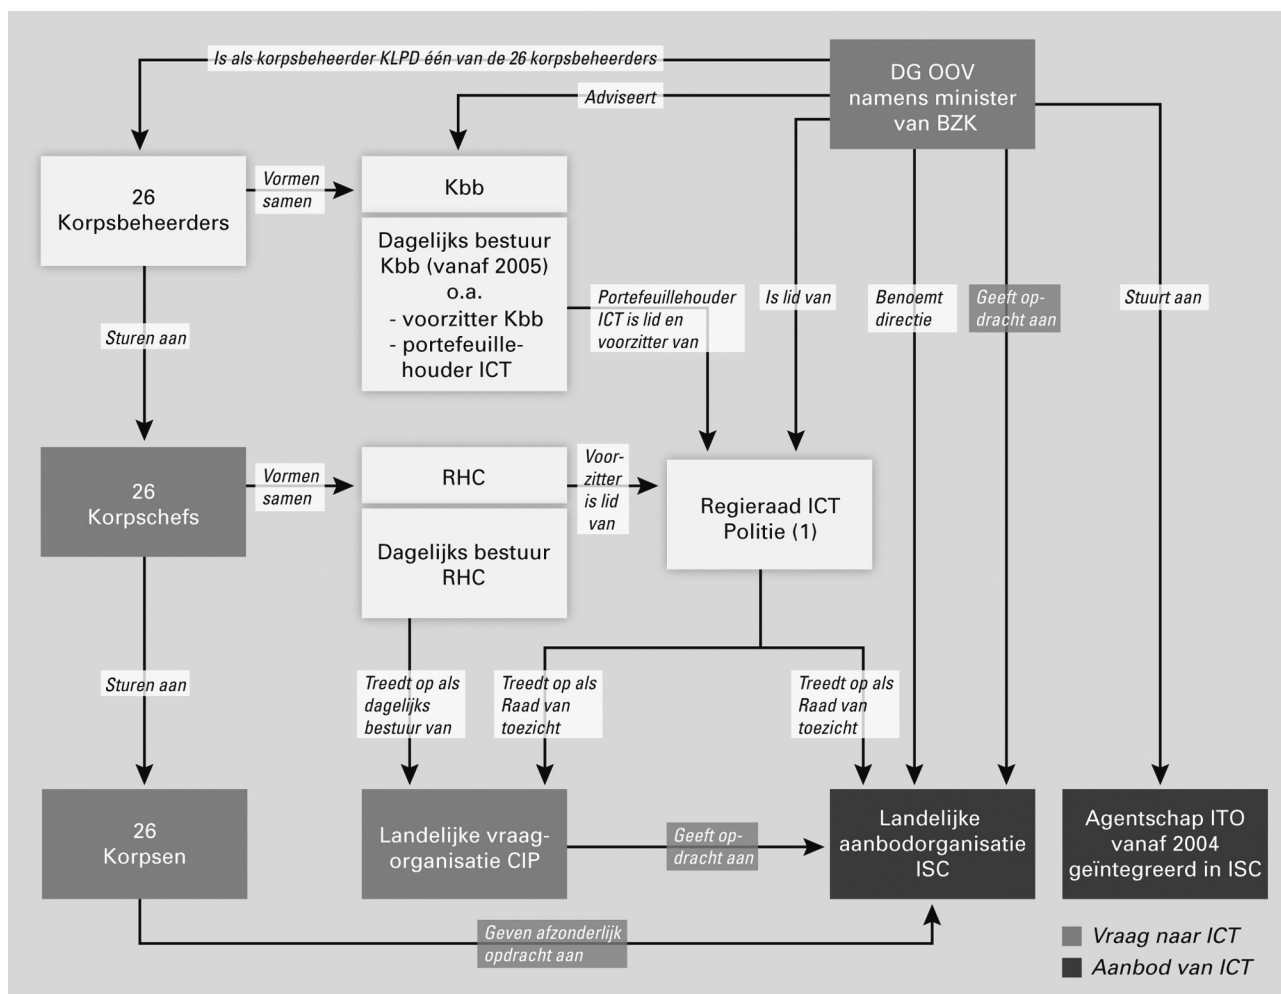 Is als korpsbeheerder KLPD één van de 26 korpsbeheerders
DG OOV
namens minister
van BZK
Adviseert
26
Korpsbeheerders
Vormen
samen
Kbb
Dagelijks bestuur
Kbb (vanaf 2005)
o.a.
- voorzitter Kbb
- portefeuille-
houder ICT
Portefeuillehouder
ICT is lid en
voorzitter van
Is lid van
Benoemt
directie
Geeft op-
dracht aan
Stuurt aan
Sturen aan
26
Korpschefs
Vormen
samen
RHC
Dagelijks bestuur
RHC
Voor-
zitter
is lid
van
Regieraad ICT
Politie (1)
Sturen aan
Treedt op als
dagelijks
bestuur van
Treedt op als
Raad van
toezicht
Treedt op als
Raad van
toezicht
26
Korpsen
Landelijke vraag-
organisatie CIP
Geeft op-
dracht aan
Landelijke
aanbodorganisatie
ISC
Agentschap ITO
vanaf 2004
geïntegreerd in ISC
Geven afzonderlijk
opdracht aan
Vraag naar ICT
Aanbod van ICT